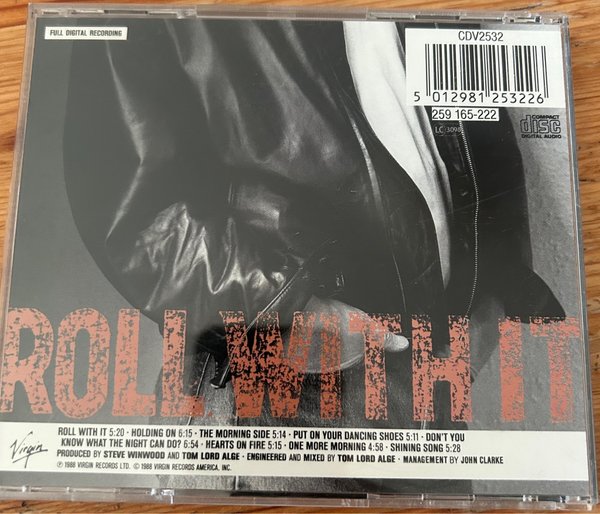 FULL DIGITAL RECORDING
CDV2532
5 012981 253226
259 165-222
LC 3098
COMPACT
disc
DIGITAL AUDIO
ROLL WITH IT
Virgin
ROLL WITH IT 5:20 · HOLDING ON 6:15 · THE MORNING SIDE 5:14 · PUT ON YOUR DANCING SHOES 5:11 · DON'T YOU
KNOW WHAT THE NIGHT CAN DO? 6:54 · HEARTS ON FIRE 5:15 · ONE MORE MORNING 4:58 · SHINING SONG 5:28
PRODUCED BY STEVE WINWOOD AND TOM LORD ALGE · ENGINEERED AND MIXED BY TOM LORD ALGE · MANAGEMENT BY JOHN CLARKE
℗ 1988 VIRGIN RECORDS LTD. © 1988 VIRGIN RECORDS AMERICA, INC.